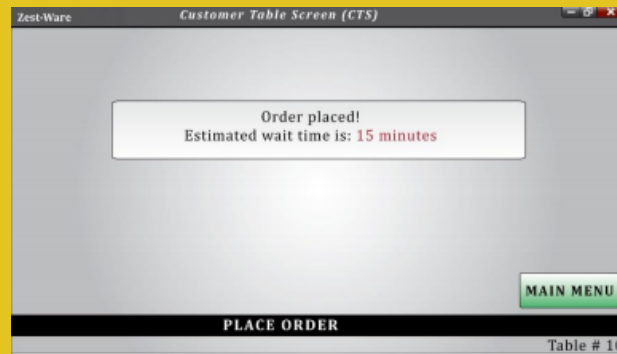 Zest-Ware Customer Table Screen (CTS)
Order placed!
Estimated wait time is: 15 minutes
MAIN MENU
PLACE ORDER
Table #